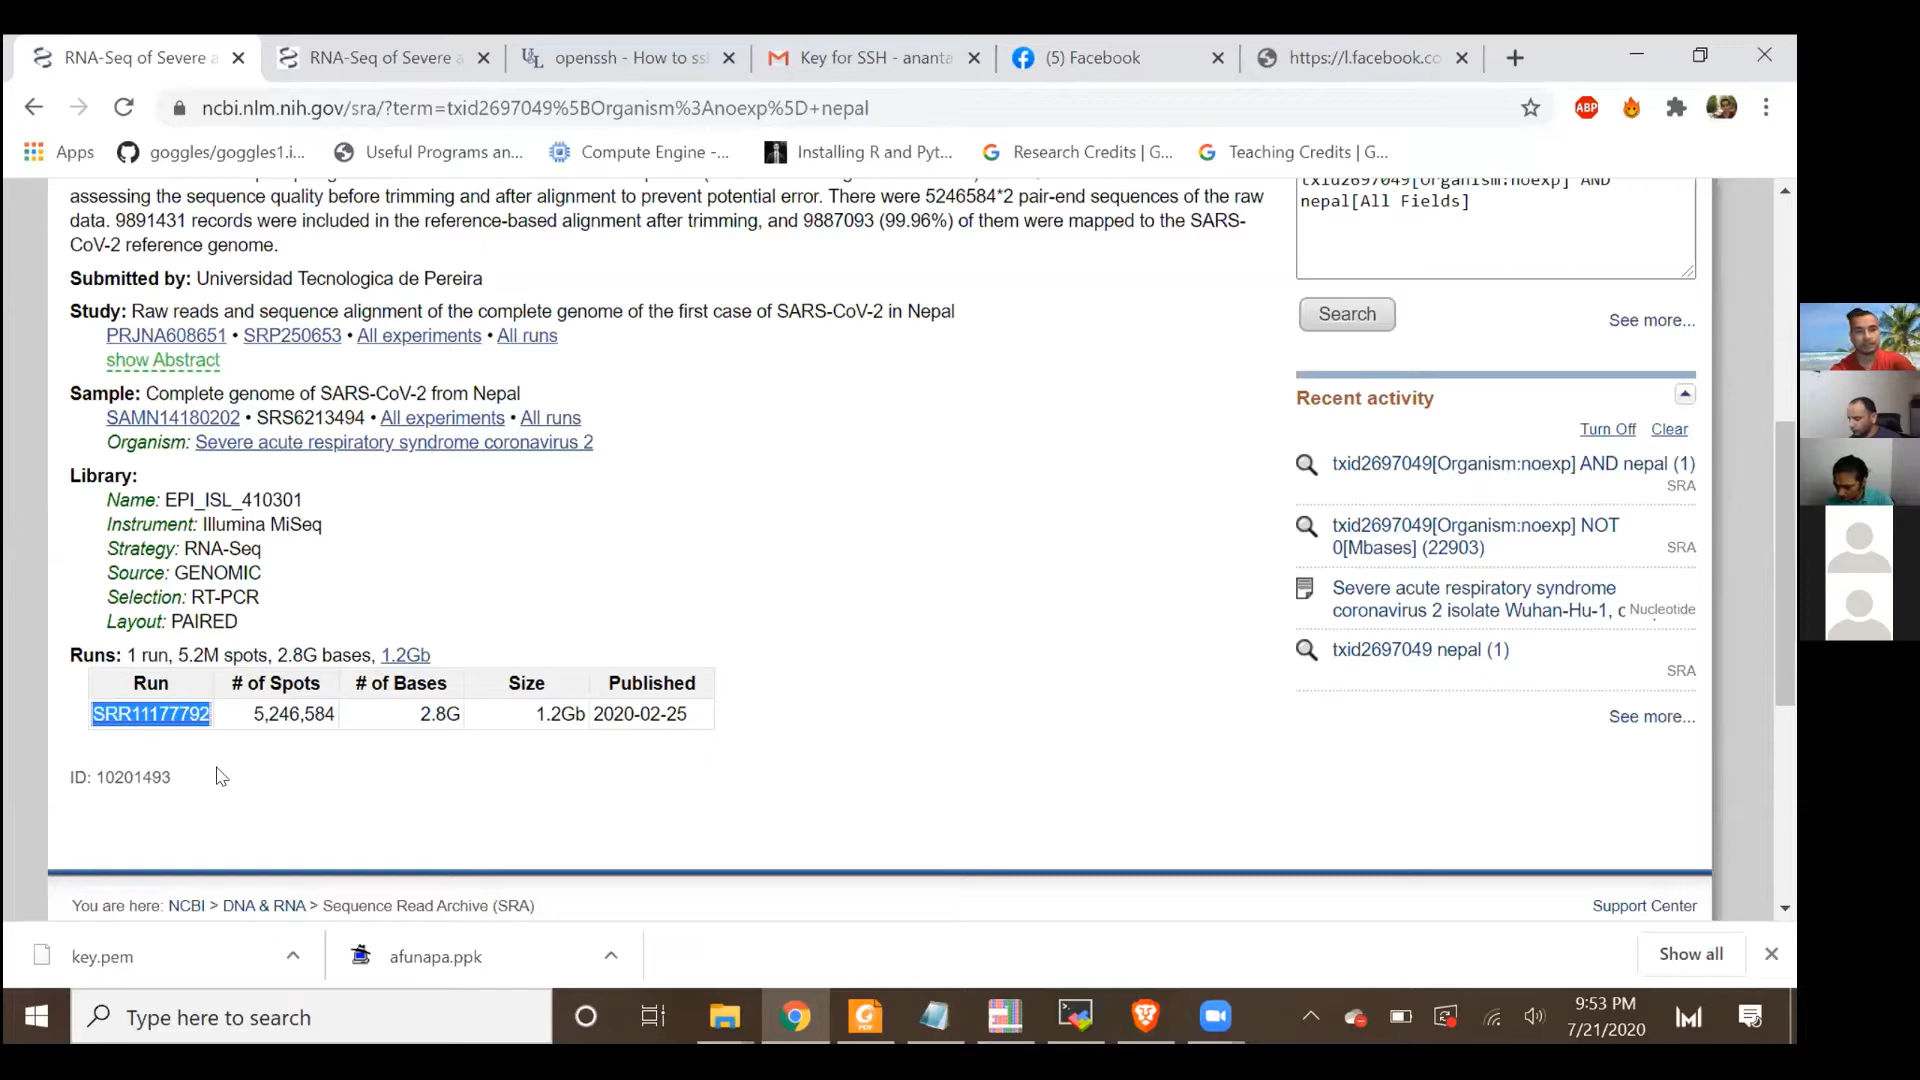 RNA-Seq of Severe a
RNA-Seq of Severe a
openssh - How to ss
Key for SSH - ananta
(5) Facebook
https://l.facebook.co
ncbi.nlm.nih.gov/sra/?term=txid2697049%5BOrganism%3Anoexp%5D+nepal
ABP
Apps
goggles/goggles1.i...
Useful Programs an...
Compute Engine -...
Installing R and Pyt...
Research Credits | G...
Teaching Credits | G...
assessing the sequence quality before trimming and after alignment to prevent potential error. There were 5246584*2 pair-end sequences of the raw
data. 9891431 records were included in the reference-based alignment after trimming, and 9887093 (99.96%) of them were mapped to the SARS-
CoV-2 reference genome.
Submitted by: Universidad Tecnologica de Pereira
Study: Raw reads and sequence alignment of the complete genome of the first case of SARS-CoV-2 in Nepal
PRJNA608651 • SRP250653 • All experiments • All runs
show Abstract
Sample: Complete genome of SARS-CoV-2 from Nepal
SAMN14180202 • SRS6213494 • All experiments • All runs
Organism: Severe acute respiratory syndrome coronavirus 2
Library:
Name: EPI_ISL_410301
Instrument: Illumina MiSeq
Strategy: RNA-Seq
Source: GENOMIC
Selection: RT-PCR
Layout: PAIRED
Runs: 1 run, 5.2M spots, 2.8G bases, 1.2Gb
Run # of Spots # of Bases Size Published
SRR11177792 5,246,584 2.8G 1.2Gb 2020-02-25
ID: 10201493
txid2697049[Organism:noexp] AND
nepal[All Fields]
Search
See more...
Recent activity
Turn Off Clear
txid2697049[Organism:noexp] AND nepal (1)
SRA
txid2697049[Organism:noexp] NOT
0[Mbases] (22903)
SRA
Severe acute respiratory syndrome
coronavirus 2 isolate Wuhan-Hu-1, c Nucleotide
txid2697049 nepal (1)
SRA
See more...
You are here: NCBI > DNA & RNA > Sequence Read Archive (SRA)
Support Center
key.pem
afunapa.ppk
Show all
Type here to search
9:53 PM
7/21/2020